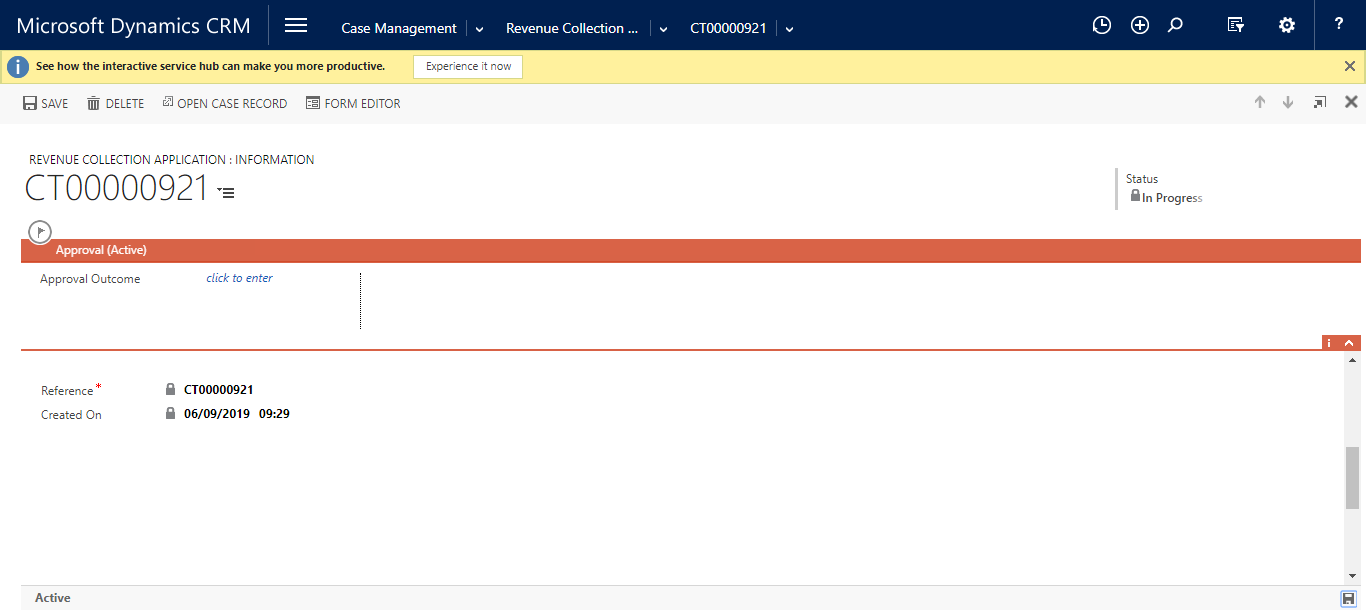 Microsoft Dynamics CRM Case Management Revenue Collection ... CT00000921 ?
i See how the interactive service hub can make you more productive. Experience it now
SAVE DELETE OPEN CASE RECORD FORM EDITOR
REVENUE COLLECTION APPLICATION : INFORMATION
CT00000921
Status
In Progress
Approval (Active)
Approval Outcome click to enter
i
Reference* CT00000921
Created On 06/09/2019 09:29
Active